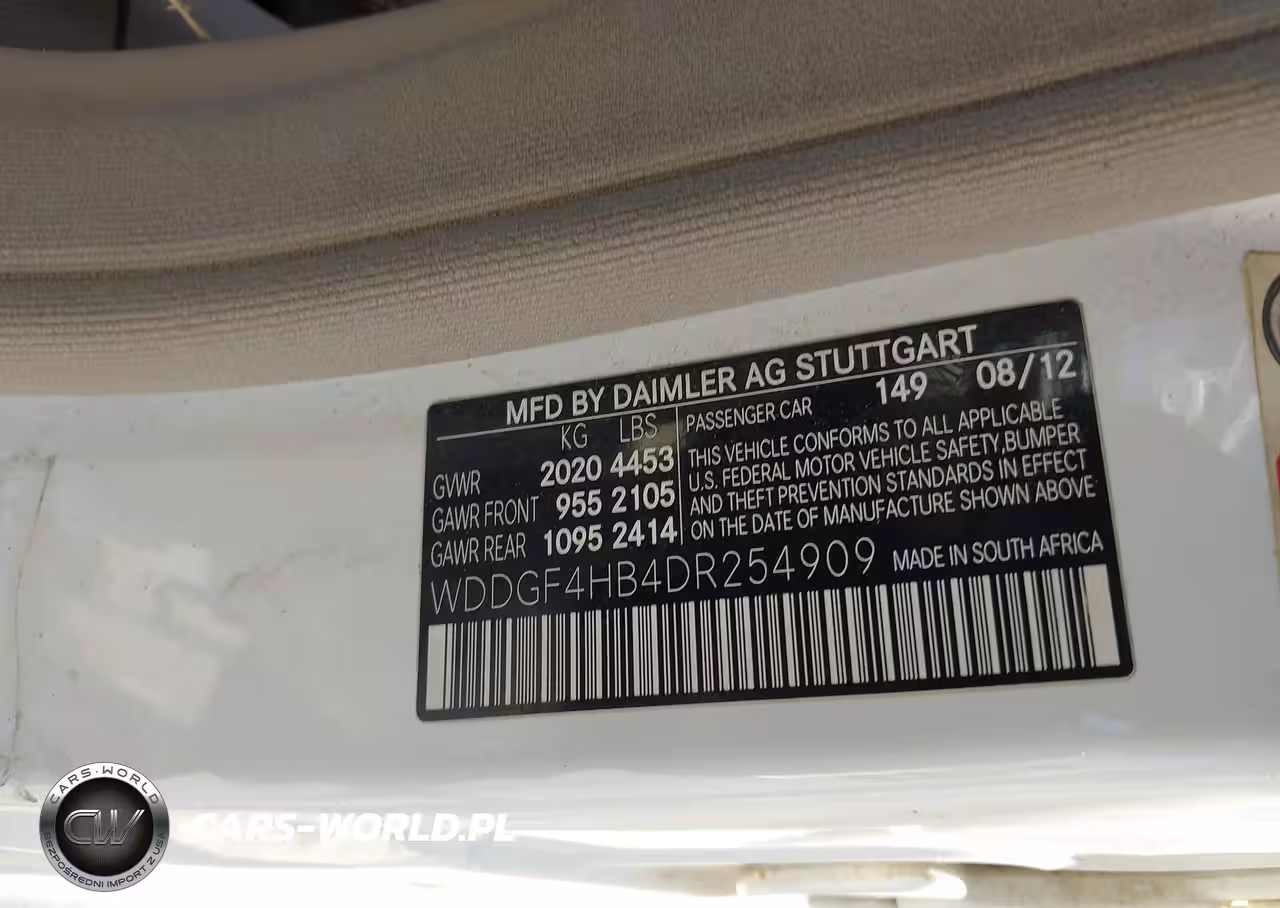 MFD BY DAIMLER AG STUTTGART
KG LBS
GVWR 2020 4453
GAWR FRONT 955 2105
GAWR REAR 1095 2414
PASSENGER CAR 149 08/12
THIS VEHICLE CONFORMS TO ALL APPLICABLE
U.S. FEDERAL MOTOR VEHICLE SAFETY, BUMPER
AND THEFT PREVENTION STANDARDS IN EFFECT
ON THE DATE OF MANUFACTURE SHOWN ABOVE
WDDGF4HB4DR254909 MADE IN SOUTH AFRICA
CARS-WORLD
CW
BEZPOŚREDNI IMPORT Z USA
CARS-WORLD.PL